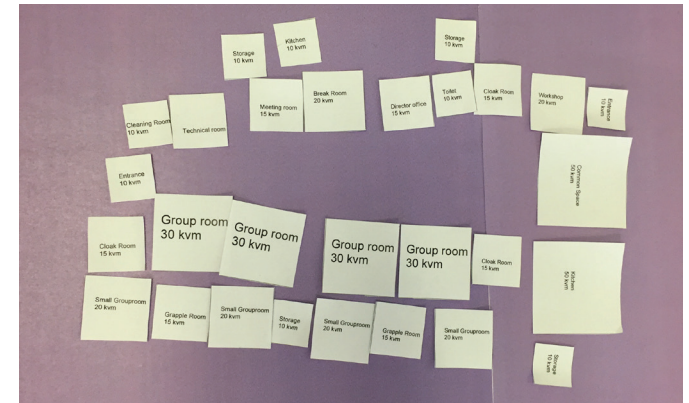 Storage
10 kvm
Kitchen
10 kvm
Storage
10 kvm
Meeting room
15 kvm
Break Room
20 kvm
Director office
15 kvm
Toilet
10 kvm
Cloak Room
15 kvm
Workshop
20 kvm
Entrance
10 kvm
Cleaning Room
10 kvm
Technical room
Entrance
10 kvm
Common Space
50 kvm
Cloak Room
15 kvm
Group room
30 kvm
Group room
30 kvm
Group room
30 kvm
Group room
30 kvm
Cloak Room
15 kvm
Kitchen
50 kvm
Small Grouproom
20 kvm
Grapple Room
15 kvm
Small Grouproom
20 kvm
Storage
10 kvm
Small Grouproom
20 kvm
Grapple Room
15 kvm
Small Grouproom
20 kvm
Storage
10 kvm